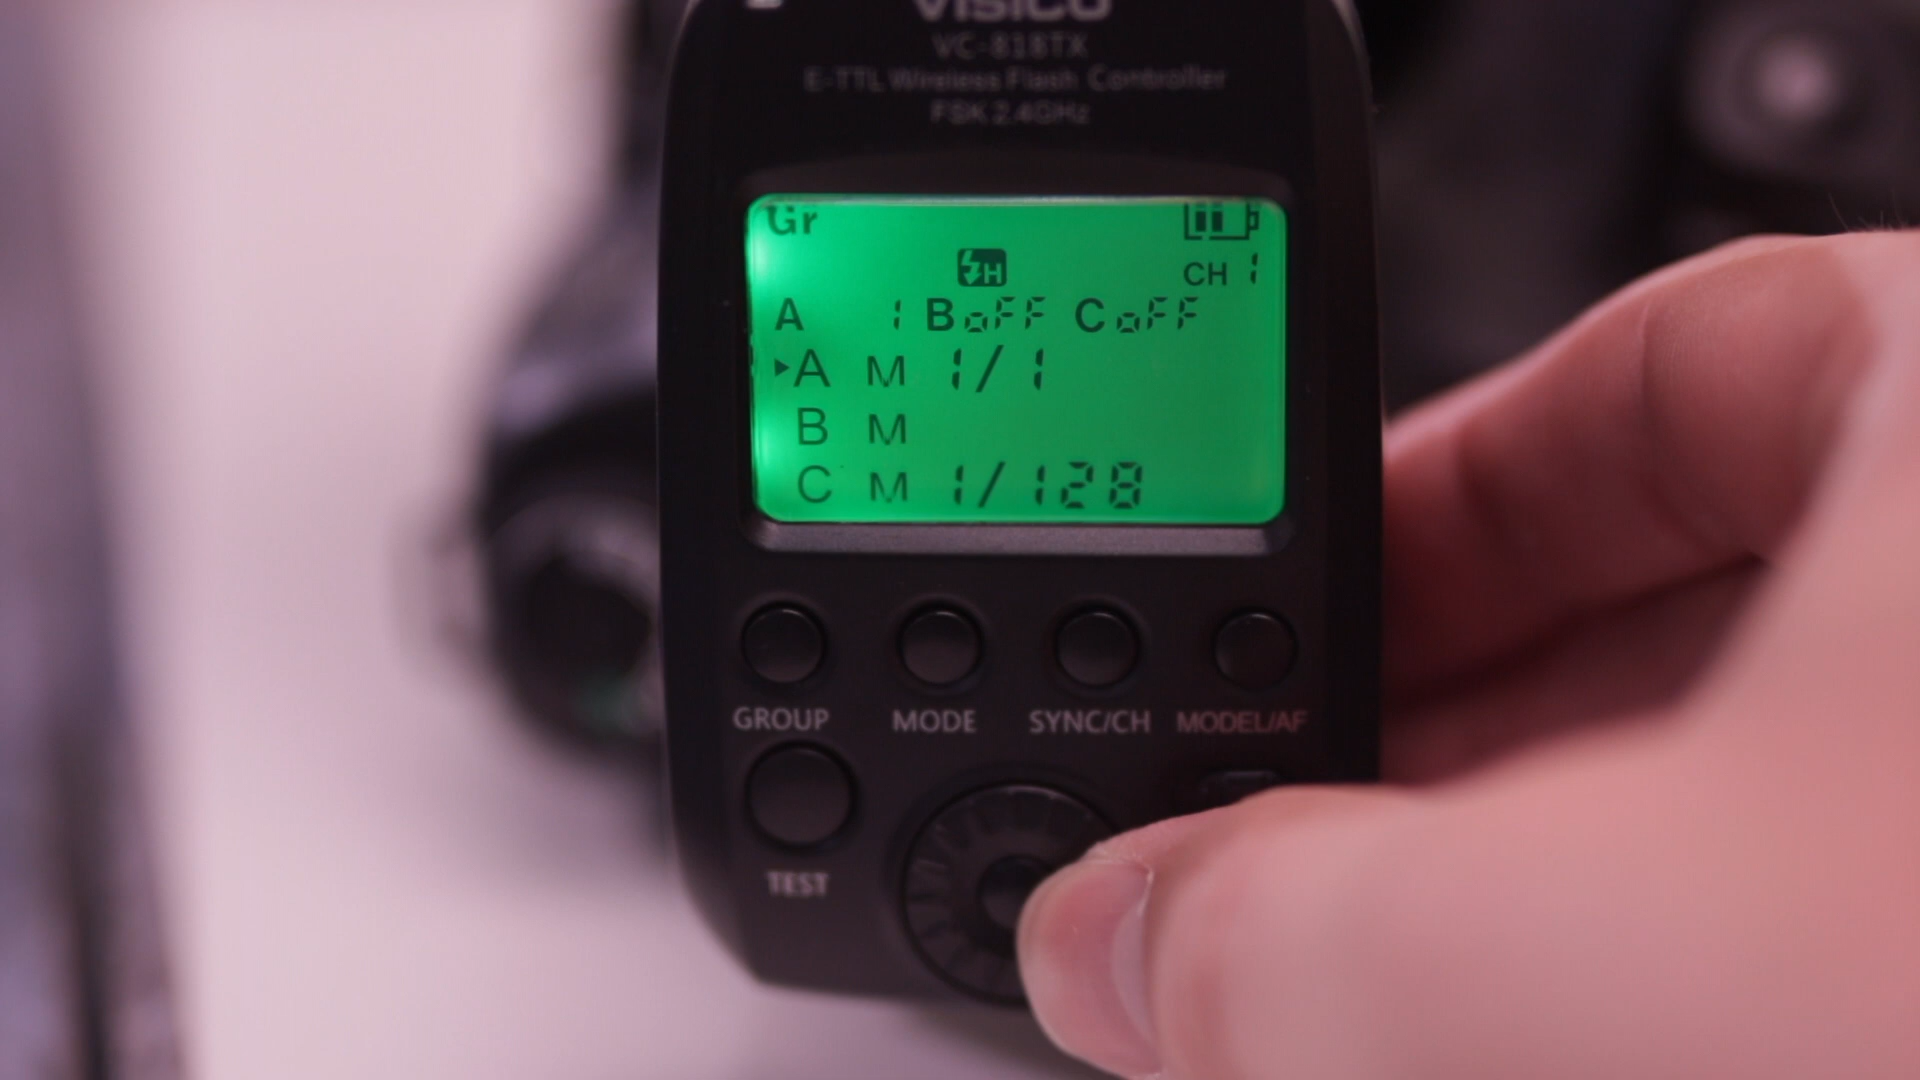 VISICO
VC-818TX
E-TTL Wireless Flash Controller
FSK 2.4GHz
Gr
H
CH 1
A 1 B oFF C oFF
A M 1/1
B M
C M 1/128
GROUP MODE SYNC/CH MODEL/AF
TEST